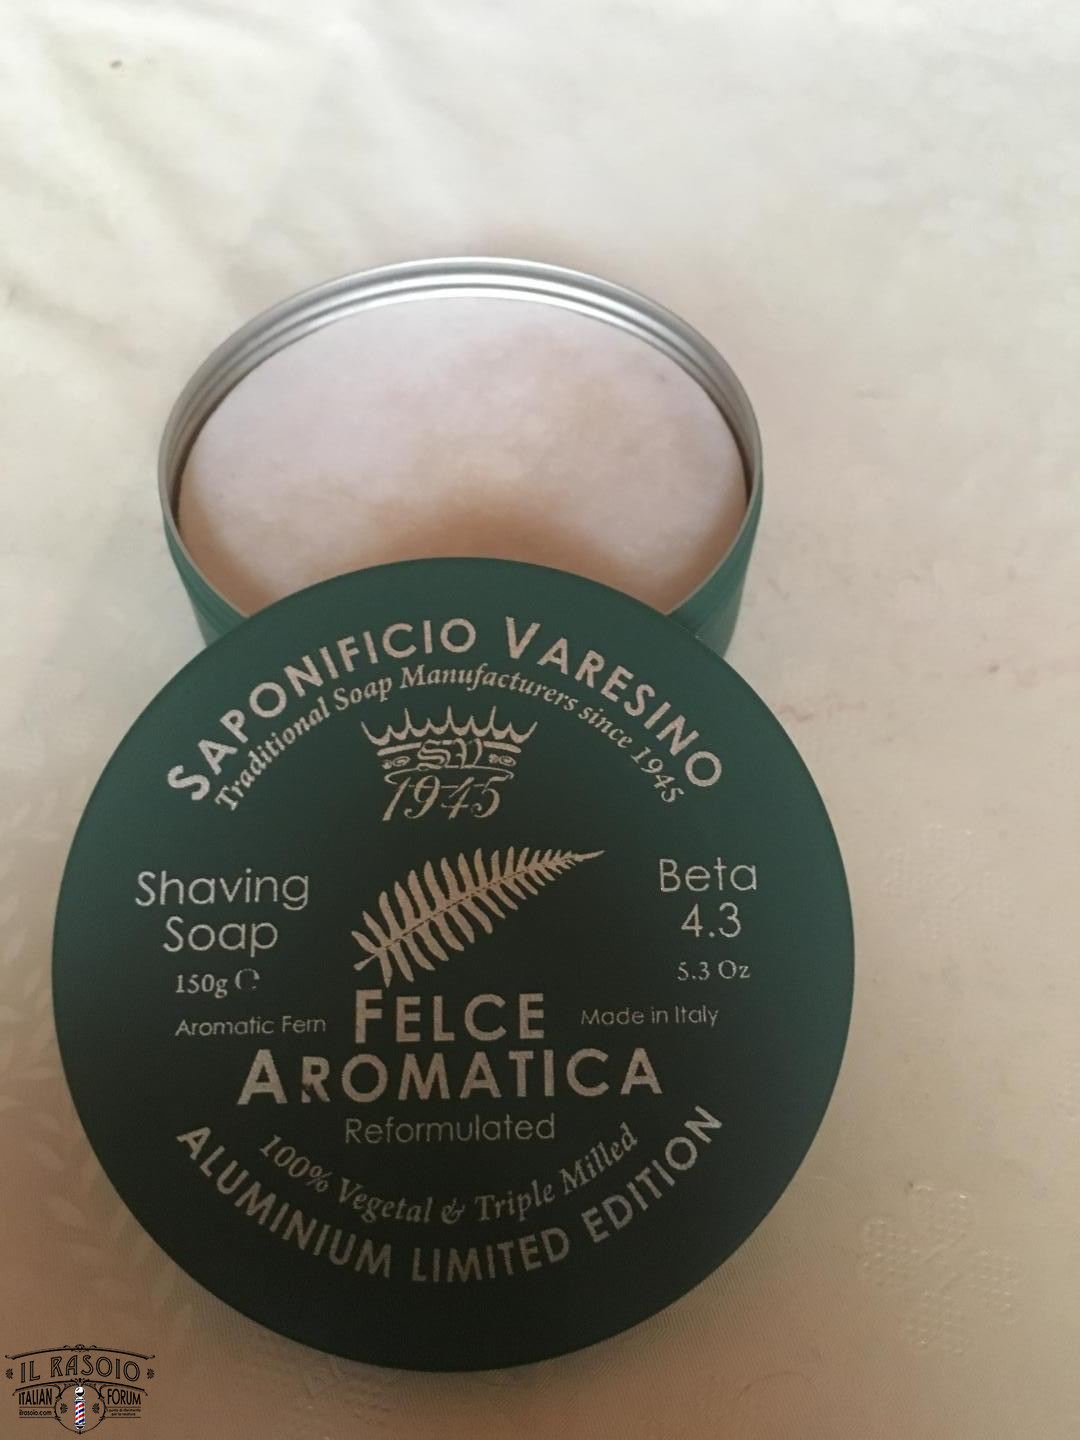 SAPONIFICIO VARESINO
Traditional Soap Manufacturers since 1945
SV
1945
Shaving
Soap
150g ℮
Beta
4.3
5.3 Oz
Aromatic Fern
FELCE
Made in Italy
AROMATICA
Reformulated
100% Vegetal & Triple Milled
ALUMINIUM LIMITED EDITION
IL RASOIO
ITALIAN FORUM
ilrasoio.com